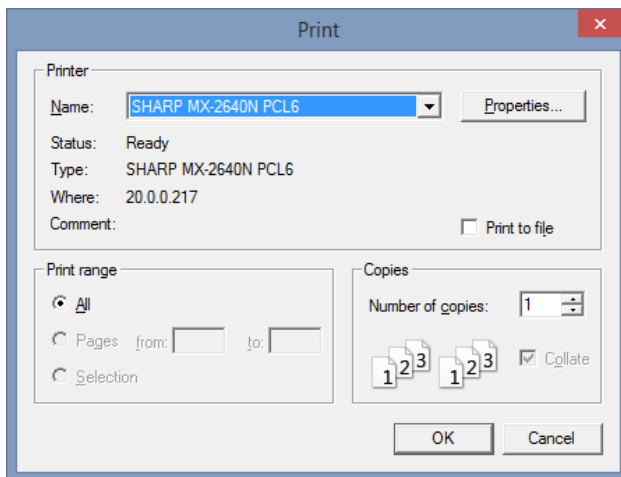 Print
Printer
Name: SHARP MX-2640N PCL6 Properties...
Status: Ready
Type: SHARP MX-2640N PCL6
Where: 20.0.0.217
Comment: Print to file
Print range
All
Pages from: to:
Selection
Copies
Number of copies: 1
1 2 3 1 2 3 Collate
OK Cancel